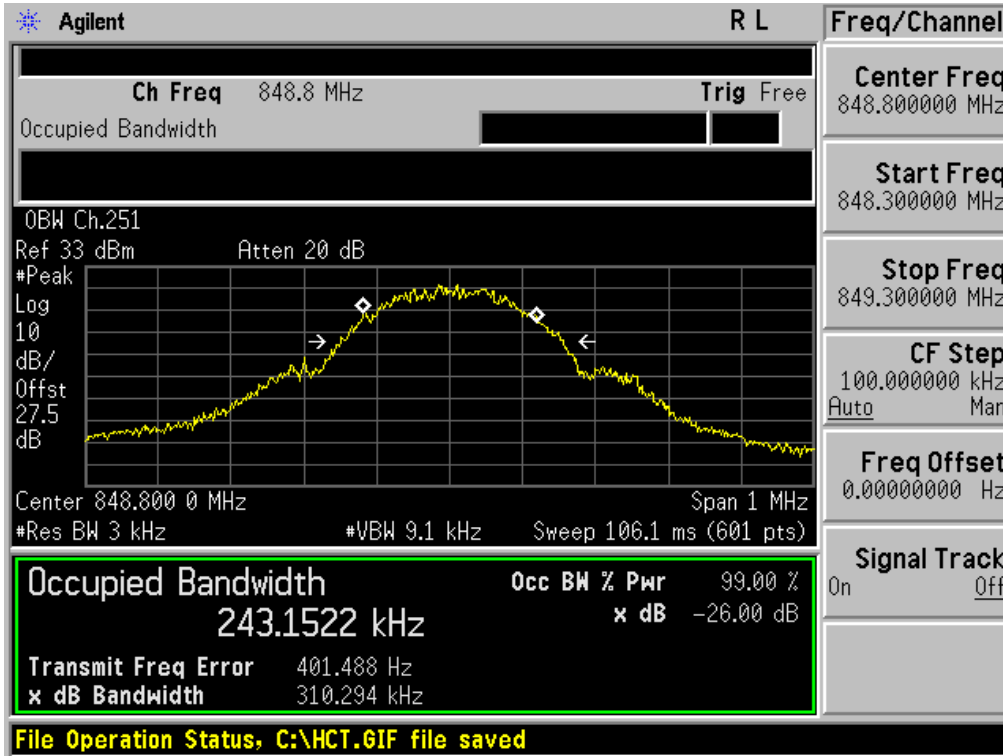 Agilent
R L
Freq/Channel
Ch Freq 848.8 MHz
Trig Free
Occupied Bandwidth
Center Freq
848.800000 MHz
Start Freq
848.300000 MHz
Stop Freq
849.300000 MHz
CF Step
100.000000 kHz
Auto Man
Freq Offset
0.00000000 Hz
Signal Track
On Off
OBW Ch.251
Ref 33 dBm
Atten 20 dB
#Peak
Log
10
dB/
Offst
27.5
dB
Center 848.800 0 MHz
Span 1 MHz
#Res BW 3 kHz
#VBW 9.1 kHz
Sweep 106.1 ms (601 pts)
Occupied Bandwidth
243.1522 kHz
Occ BW % Pwr 99.00 %
x dB -26.00 dB
Transmit Freq Error 401.488 Hz
x dB Bandwidth 310.294 kHz
File Operation Status, C:\HCT.GIF file saved